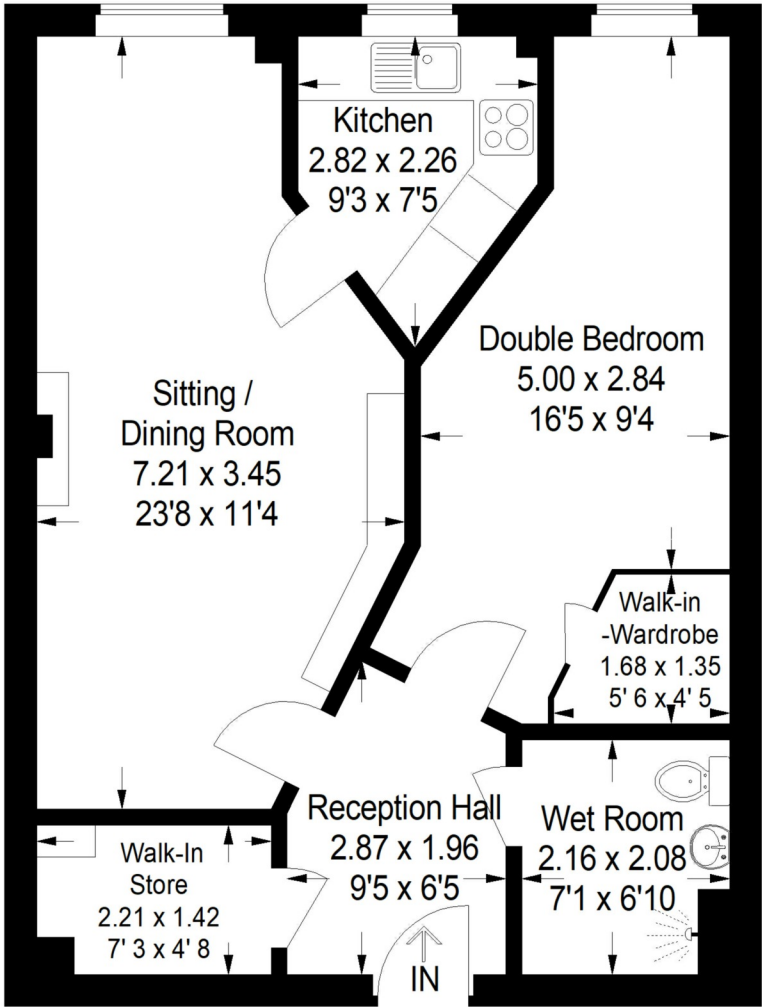 Kitchen
2.82 x 2.26
9'3 x 7'5
Double Bedroom
5.00 x 2.84
16'5 x 9'4
Sitting /
Dining Room
7.21 x 3.45
23'8 x 11'4
Walk-in
-Wardrobe
1.68 x 1.35
5' 6 x 4' 5
Reception Hall
2.87 x 1.96
9'5 x 6'5
Wet Room
2.16 x 2.08
7'1 x 6'10
Walk-In
Store
2.21 x 1.42
7' 3 x 4' 8
IN